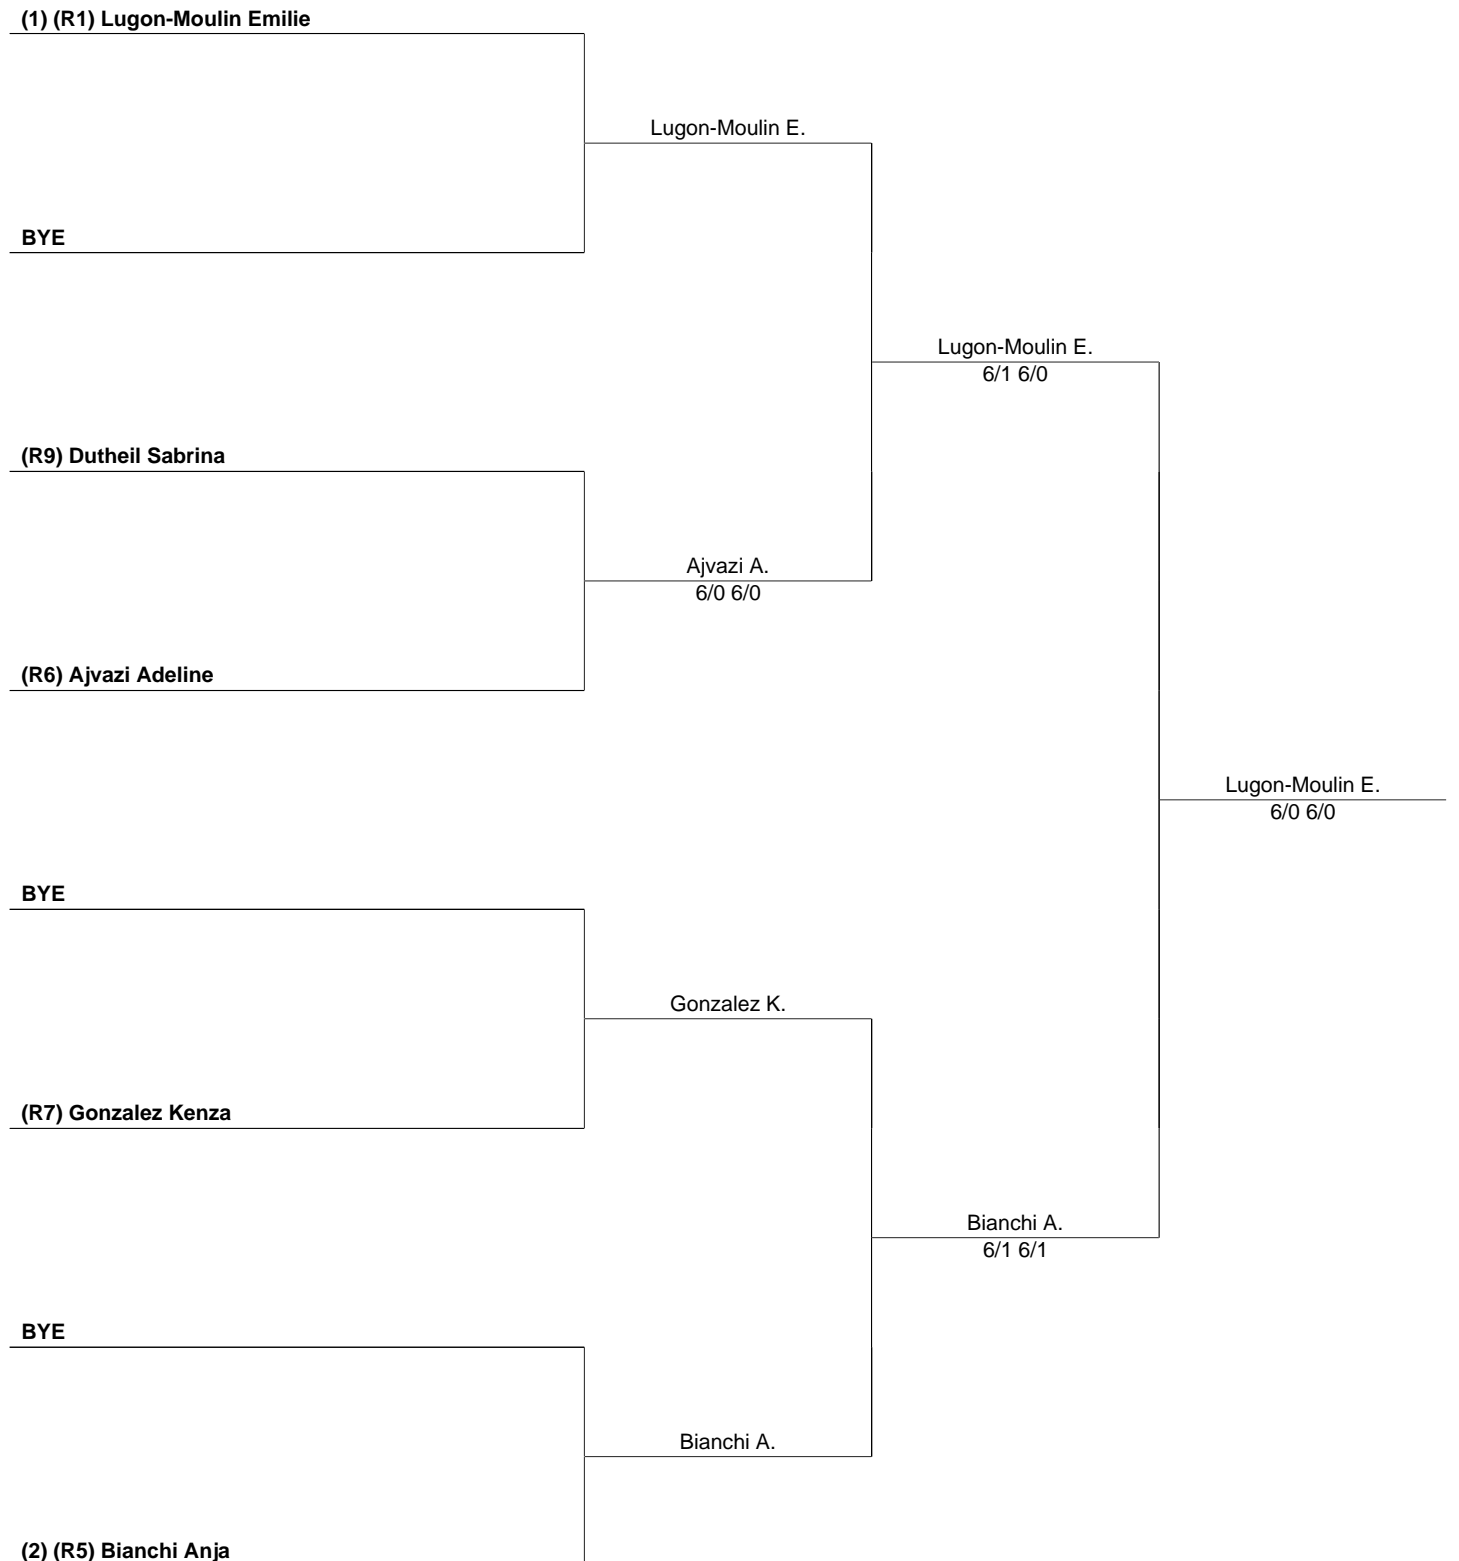 (1) (R1) Lugon-Moulin Emilie
Lugon-Moulin E.
BYE
Lugon-Moulin E.
6/1 6/0
(R9) Dutheil Sabrina
Ajvazi A.
6/0 6/0
(R6) Ajvazi Adeline
Lugon-Moulin E.
6/0 6/0
BYE
Gonzalez K.
(R7) Gonzalez Kenza
Bianchi A.
6/1 6/1
BYE
Bianchi A.
(2) (R5) Bianchi Anja